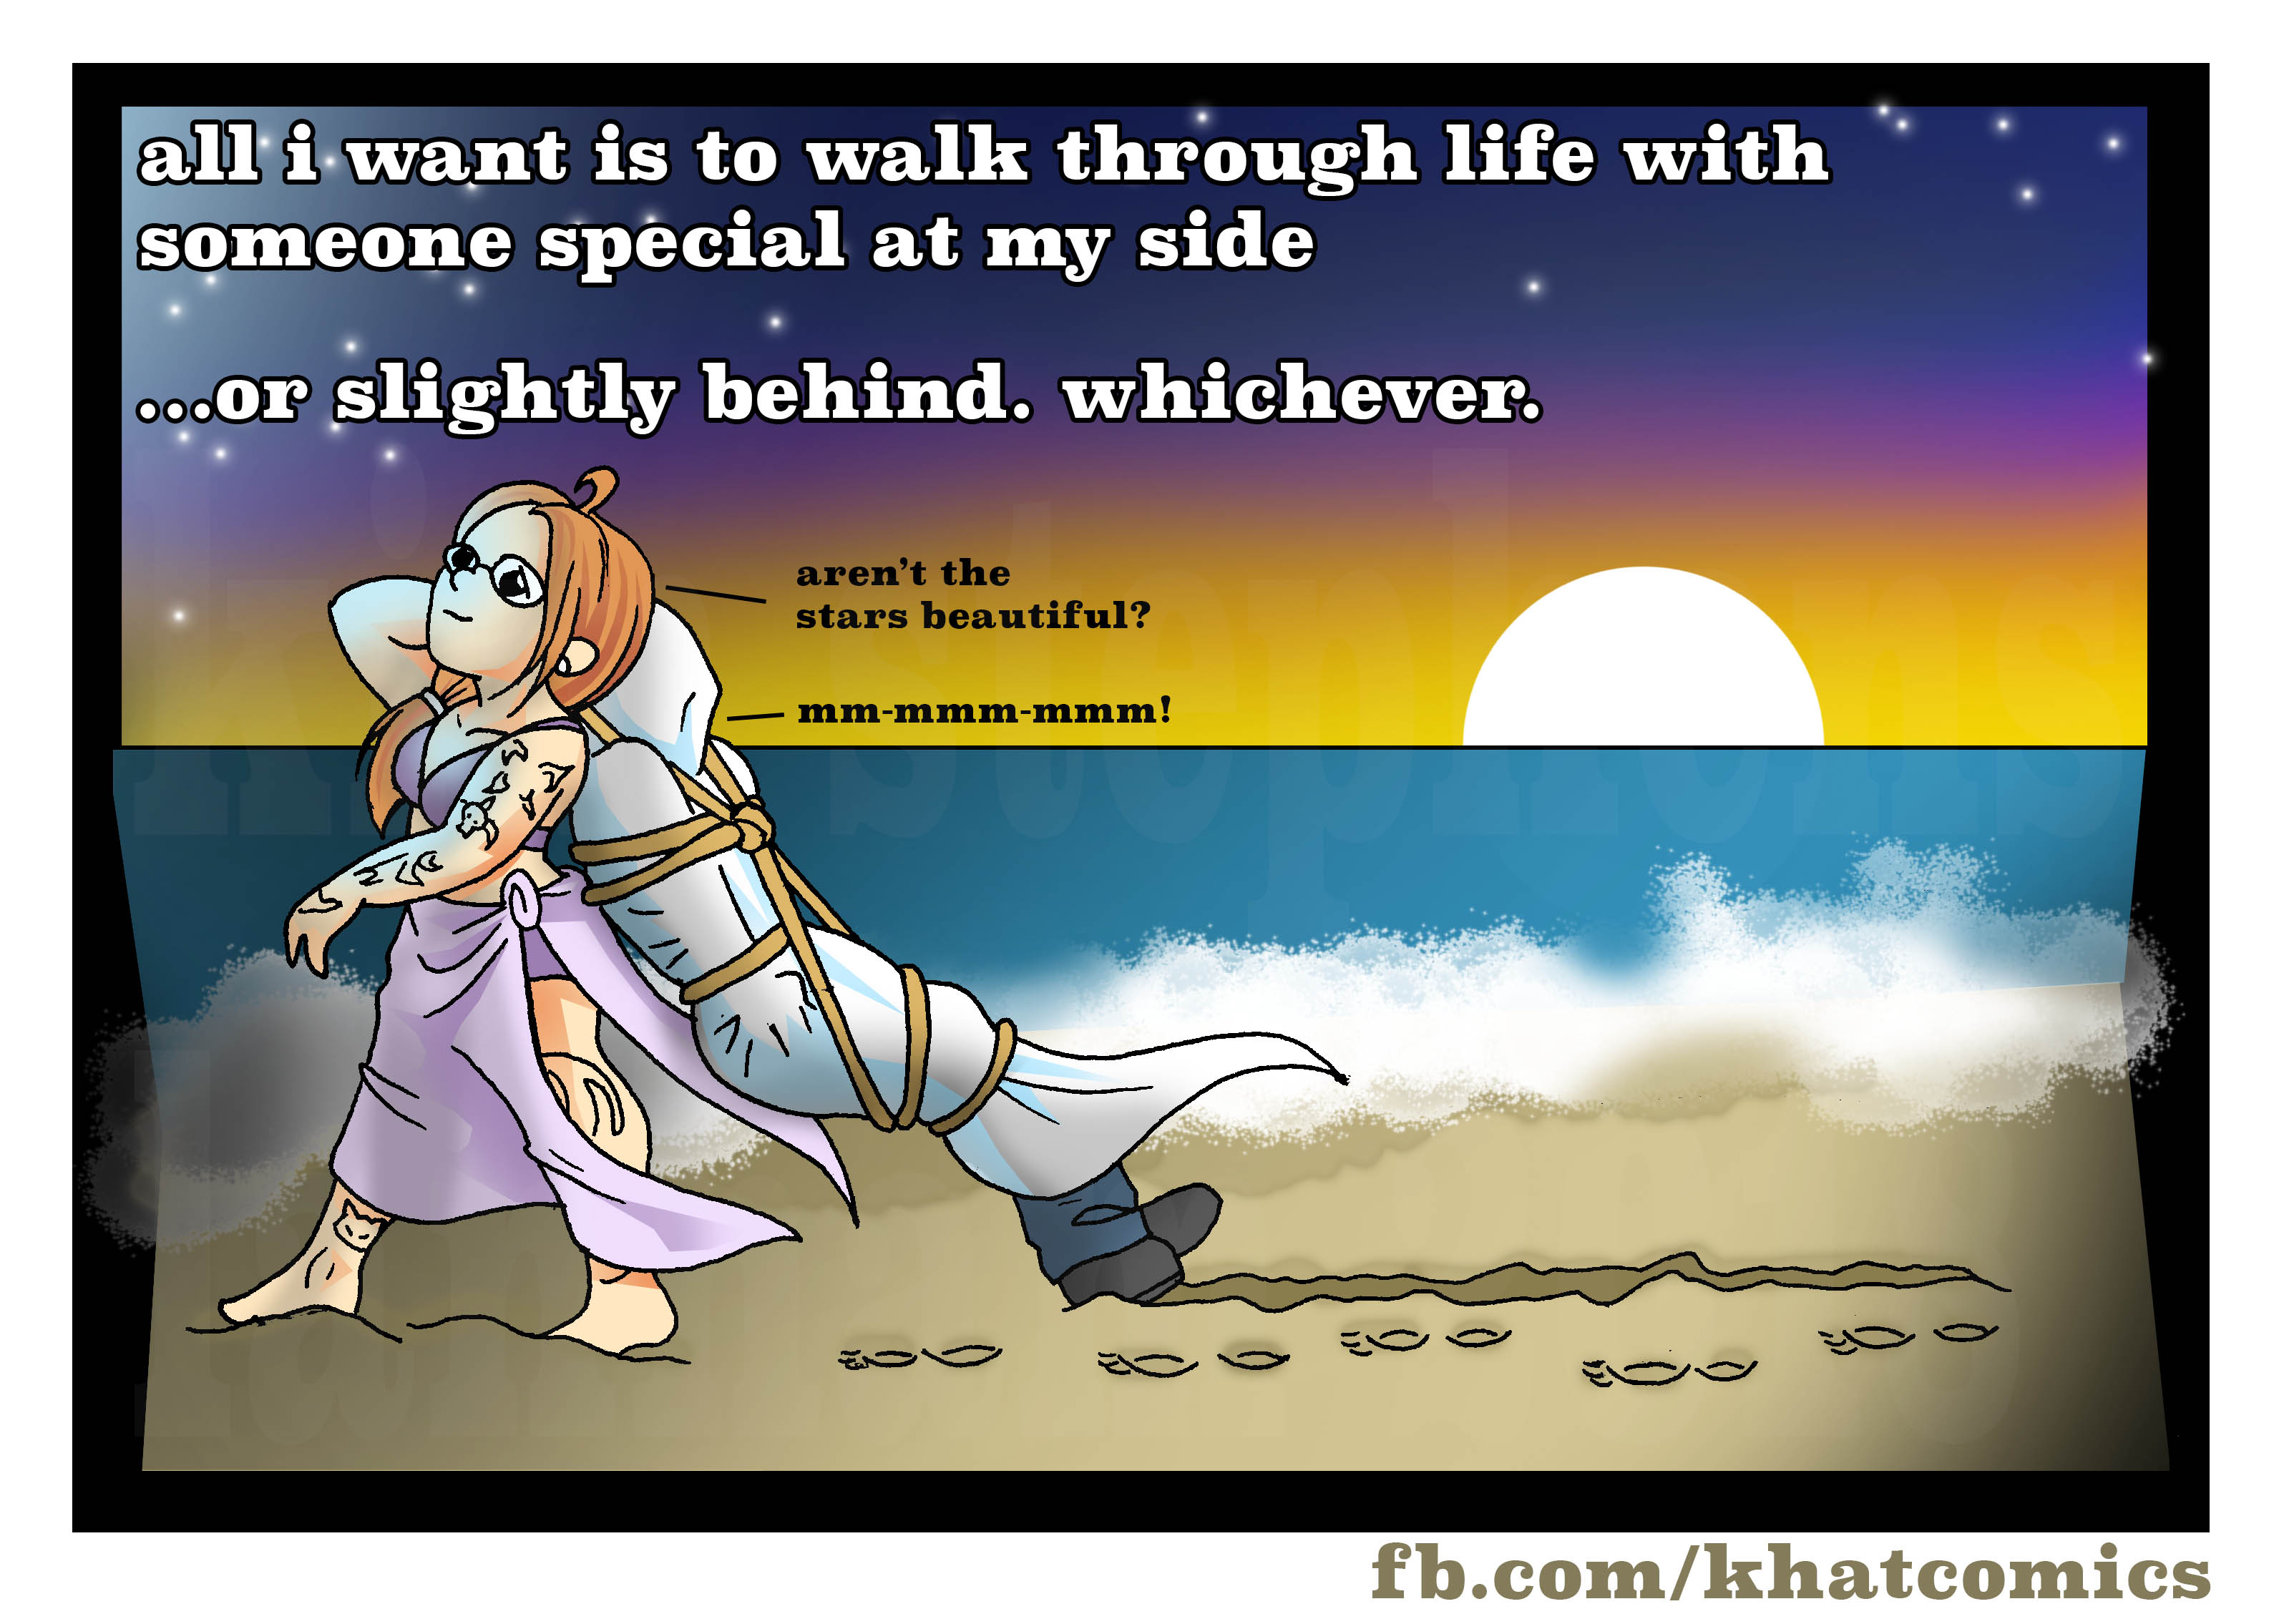 all i want is to walk through life with
someone special at my side
...or slightly behind. whichever.
aren't the
stars beautiful?
mm-mmm-mmm!
fb.com/khatcomics